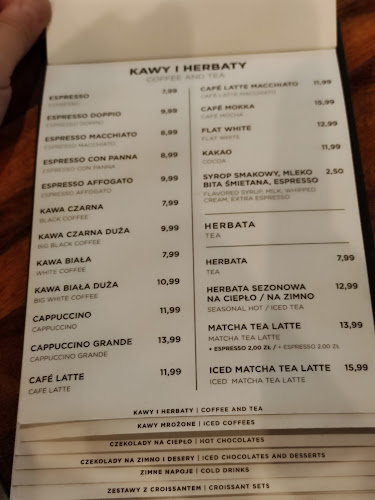 KAWY I HERBATY
COFFEE AND TEA
ESPRESSO 7,99
ESPRESSO
ESPRESSO DOPPIO 9,99
ESPRESSO DOPPIO
ESPRESSO MACCHIATO 8,99
ESPRESSO MACCHIATO
ESPRESSO CON PANNA 8,99
ESPRESSO CON PANNA
ESPRESSO AFFOGATO 9,99
ESPRESSO AFFOGATO
KAWA CZARNA 7,99
BLACK COFFEE
KAWA CZARNA DUŻA 9,99
BIG BLACK COFFEE
KAWA BIAŁA 7,99
WHITE COFFEE
KAWA BIAŁA DUŻA 10,99
BIG WHITE COFFEE
CAPPUCCINO 11,99
CAPPUCCINO
CAPPUCCINO GRANDE 13,99
CAPPUCCINO GRANDE
CAFÉ LATTE 11,99
CAFÉ LATTE
CAFÉ LATTE MACCHIATO 11,99
CAFÉ LATTE MACCHIATO
CAFÉ MOKKA 15,99
CAFÉ MOCHA
FLAT WHITE 12,99
FLAT WHITE
KAKAO 11,99
COCOA
SYROP SMAKOWY, MLEKO 2,50
BITA ŚMIETANA, ESPRESSO
FLAVORED SYRUP, MILK, WHIPPED
CREAM, EXTRA ESPRESSO
HERBATA
TEA
HERBATA 7,99
TEA
HERBATA SEZONOWA 12,99
NA CIEPŁO / NA ZIMNO
SEASONAL HOT / ICED TEA
MATCHA TEA LATTE 13,99
MATCHA TEA LATTE
+ ESPRESSO 2,00 ZŁ / + ESPRESSO 2,00 ZŁ
ICED MATCHA TEA LATTE 15,99
ICED MATCHA TEA LATTE
KAWY I HERBATY | COFFEE AND TEA
KAWY MROŻONE | ICED COFFEES
CZEKOLADY NA CIEPŁO | HOT CHOCOLATES
CZEKOLADY NA ZIMNO I DESERY | ICED CHOCOLATES AND DESSERTS
ZIMNE NAPOJE | COLD DRINKS
ZESTAWY Z CROISSANTEM | CROISSANT SETS